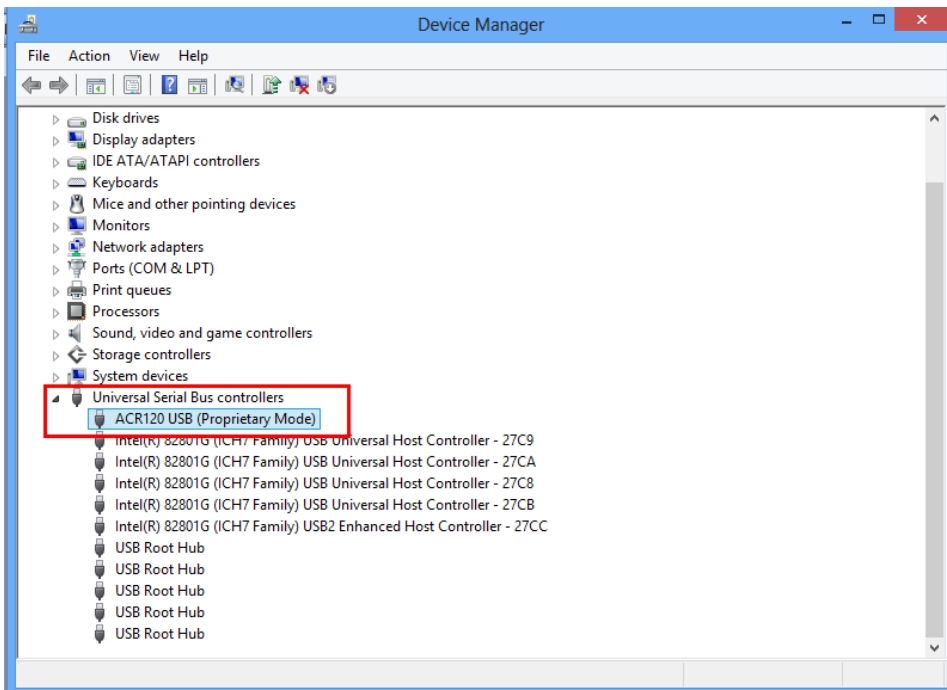 Device Manager
File Action View Help
Disk drives
Display adapters
IDE ATA/ATAPI controllers
Keyboards
Mice and other pointing devices
Monitors
Network adapters
Ports (COM & LPT)
Print queues
Processors
Sound, video and game controllers
Storage controllers
System devices
Universal Serial Bus controllers
ACR120 USB (Proprietary Mode)
Intel(R) 82801G (ICH7 Family) USB Universal Host Controller - 27C9
Intel(R) 82801G (ICH7 Family) USB Universal Host Controller - 27CA
Intel(R) 82801G (ICH7 Family) USB Universal Host Controller - 27C8
Intel(R) 82801G (ICH7 Family) USB Universal Host Controller - 27CB
Intel(R) 82801G (ICH7 Family) USB2 Enhanced Host Controller - 27CC
USB Root Hub
USB Root Hub
USB Root Hub
USB Root Hub
USB Root Hub